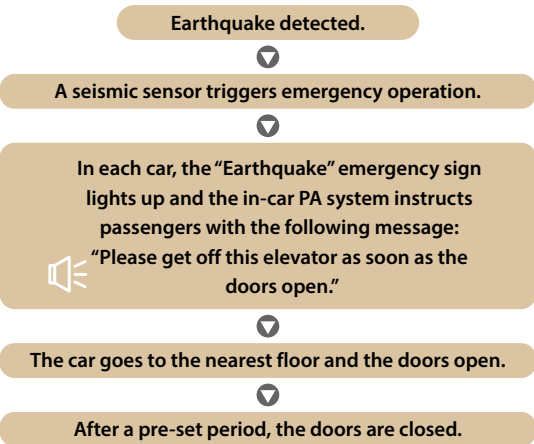 Earthquake detected.
A seismic sensor triggers emergency operation.
In each car, the “Earthquake” emergency sign
lights up and the in-car PA system instructs
passengers with the following message:
“Please get off this elevator as soon as the
doors open.”
The car goes to the nearest floor and the doors open.
After a pre-set period, the doors are closed.